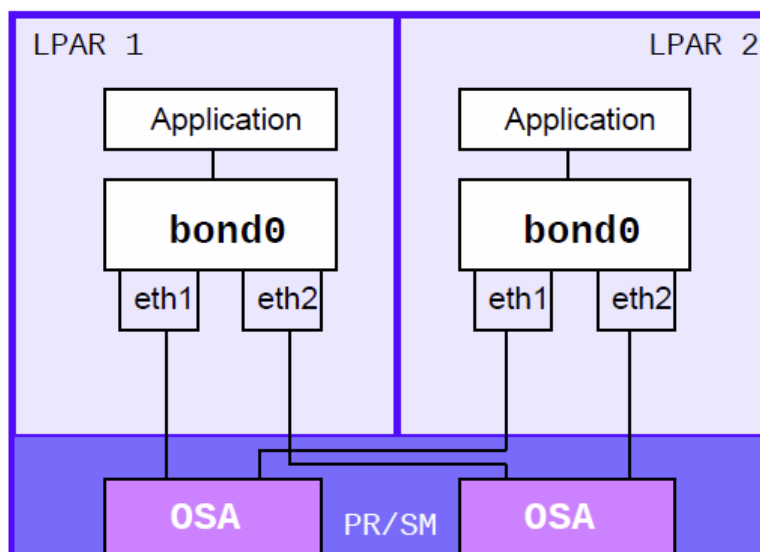 LPAR 1
LPAR 2
Application
Application
bond0
bond0
eth1
eth2
eth1
eth2
OSA
PR/SM
OSA